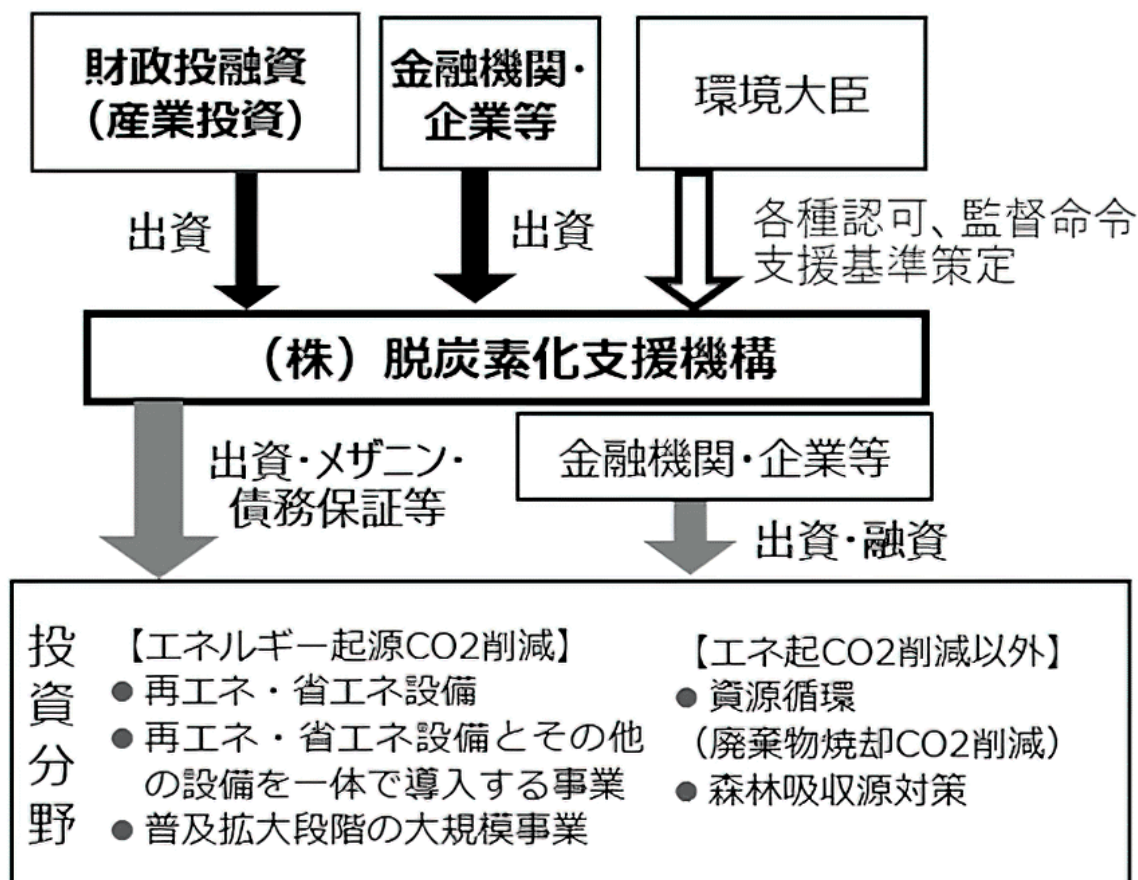 財政投融資
(産業投資)
金融機関・
企業等
環境大臣
出資
出資
各種認可、監督命令
支援基準策定
(株)脱炭素化支援機構
出資・メザニン・
債務保証等
金融機関・企業等
出資・融資
投資分野
【エネルギー起源CO2削減】
● 再エネ・省エネ設備
● 再エネ・省エネ設備とその他
の設備を一体で導入する事業
● 普及拡大段階の大規模事業
【エネ起CO2削減以外】
● 資源循環
(廃棄物焼却CO2削減)
● 森林吸収源対策